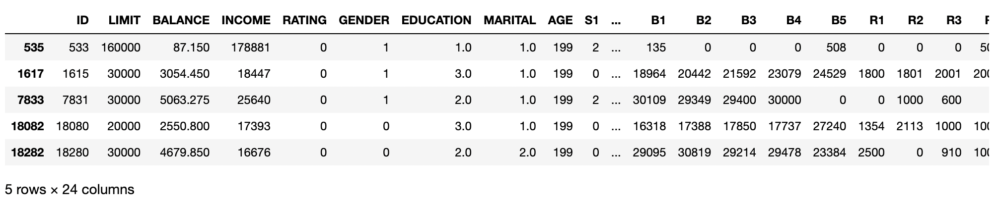 ID LIMIT BALANCE INCOME RATING GENDER EDUCATION MARITAL AGE S1 ... B1 B2 B3 B4 B5 R1 R2 R3
535 533 160000 87.150 178881 0 1 1.0 1.0 199 2 ... 135 0 0 0 508 0 0 0
1617 1615 30000 3054.450 18447 0 1 3.0 1.0 199 0 ... 18964 20442 21592 23079 24529 1800 1801 2001
7833 7831 30000 5063.275 25640 0 1 2.0 1.0 199 2 ... 30109 29349 29400 30000 0 0 1000 600
18082 18080 20000 2550.800 17393 0 0 3.0 1.0 199 0 ... 16318 17388 17850 17737 27240 1354 2113 1000
18282 18280 30000 4679.850 16676 0 0 2.0 2.0 199 0 ... 29095 30819 29214 29478 23384 2500 0 910
5 rows × 24 columns